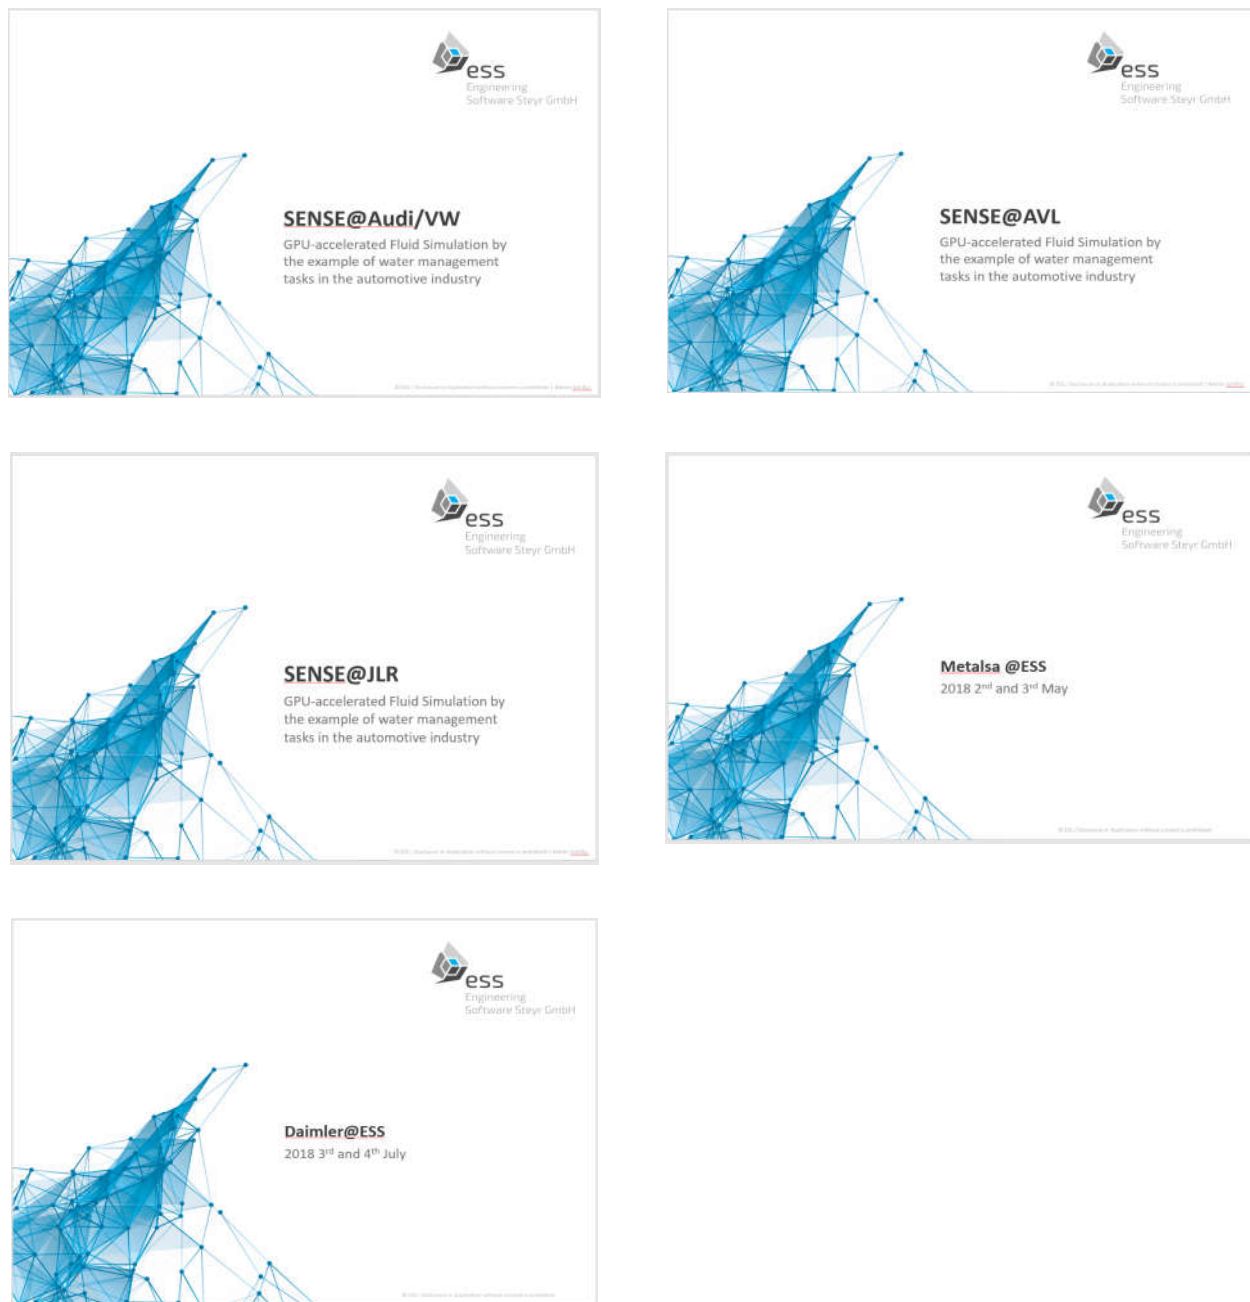 ess
Engineering
Software Steyr GmbH
SENSE@Audi/VW
GPU-accelerated Fluid Simulation by
the example of water management
tasks in the automotive industry
ess
Engineering
Software Steyr GmbH
SENSE@AVL
GPU-accelerated Fluid Simulation by
the example of water management
tasks in the automotive industry
ess
Engineering
Software Steyr GmbH
SENSE@JLR
GPU-accelerated Fluid Simulation by
the example of water management
tasks in the automotive industry
ess
Engineering
Software Steyr GmbH
Metalsa @ESS
2018 2nd and 3rd May
ess
Engineering
Software Steyr GmbH
Daimler@ESS
2018 3rd and 4th July